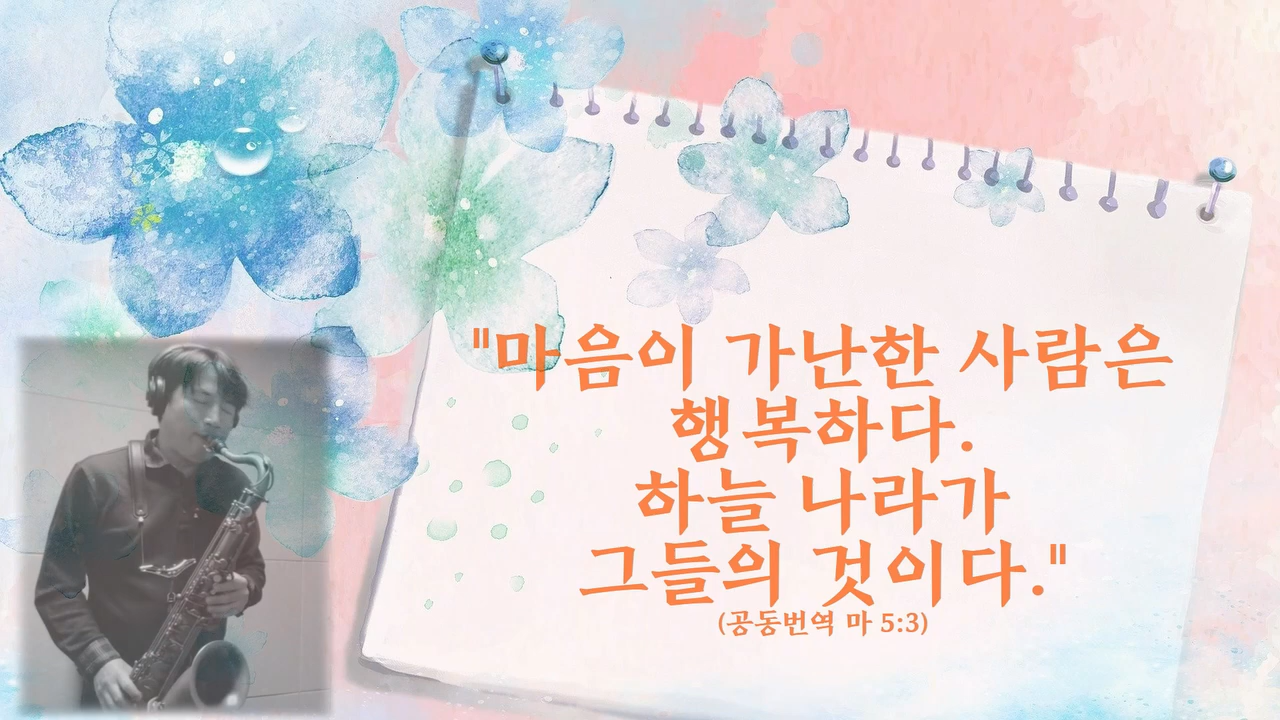 "마음이 가난한 사람은
행복하다.
하늘 나라가
그들의 것이다."
(공동번역 마 5:3)